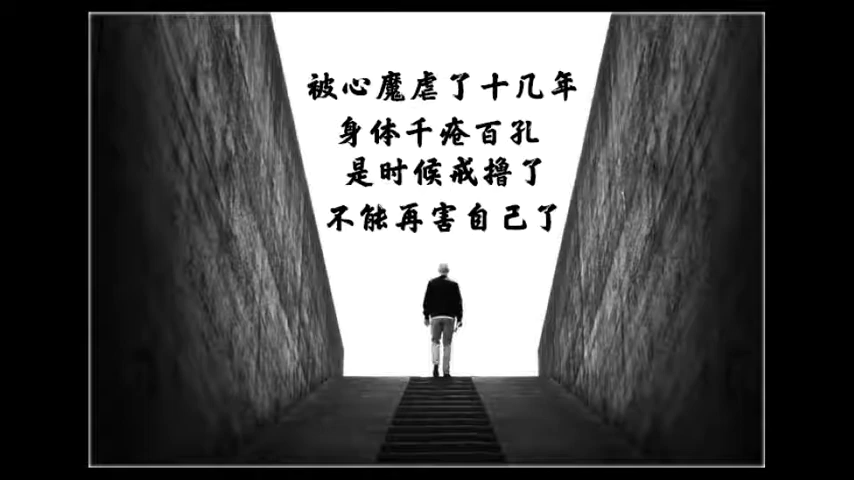 被心魔虐了十几年
身体千疮百孔
是时候戒撸了
不能再害自己了